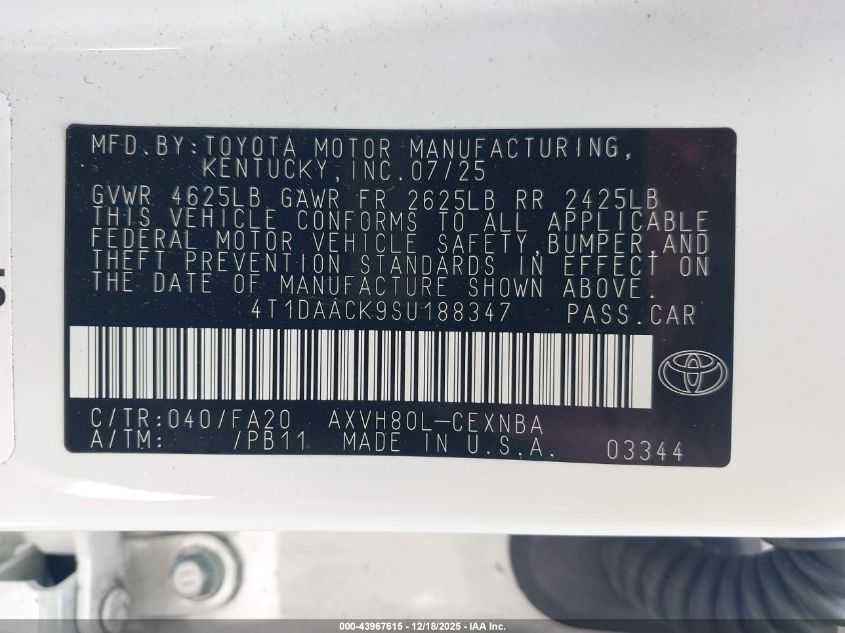 MFD.BY:TOYOTA MOTOR MANUFACTURING,
KENTUCKY,INC.07/25
GVWR 4625LB GAWR FR 2625LB RR 2425LB
THIS VEHICLE CONFORMS TO ALL APPLICABLE
FEDERAL MOTOR VEHICLE SAFETY,BUMPER,AND
THEFT PREVENTION STANDARDS IN EFFECT ON
THE DATE OF MANUFACTURE SHOWN ABOVE.
4T1DAACK9SU188347 PASS.CAR
C/TR:040/FA20 AXVH80L-CEXNBA
A/TM: /PB11 MADE IN U.S.A. 03344
000-43967615 - 12/18/2025 - IAA Inc.